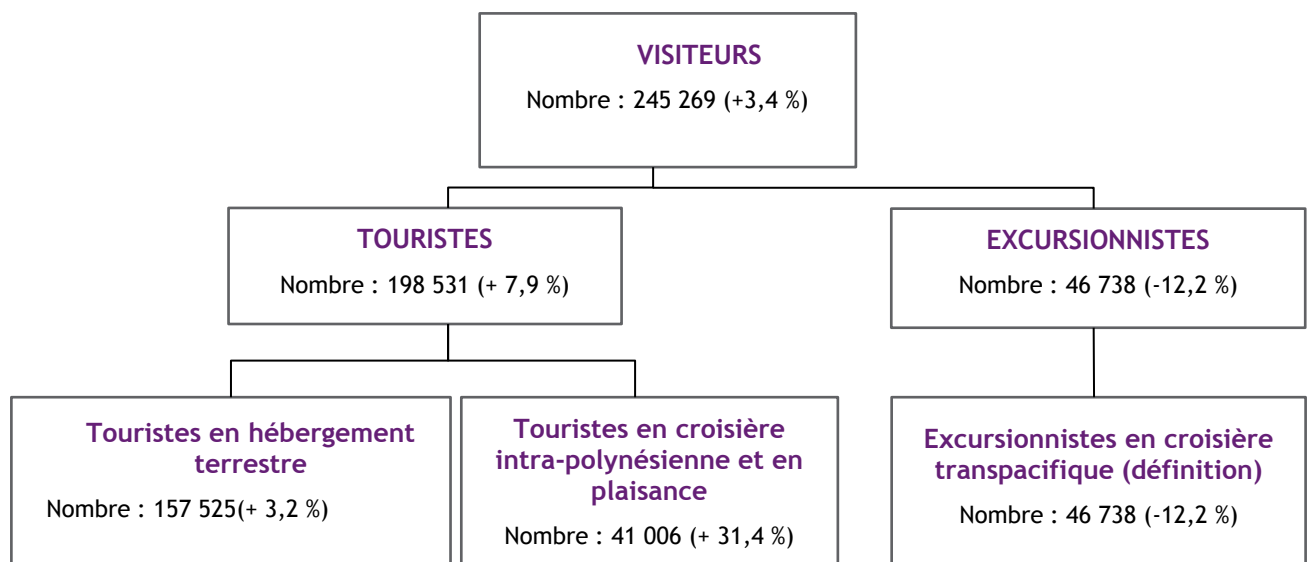 VISITEURS
Nombre : 245 269 (+3,4 %)
TOURISTES
Nombre : 198 531 (+ 7,9 %)
EXCURSIONNISTES
Nombre : 46 738 (-12,2 %)
Touristes en hébergement
terrestre
Nombre : 157 525(+ 3,2 %)
Touristes en croisière
intra-polynésienne et en
plaisance
Nombre : 41 006 (+ 31,4 %)
Excursionnistes en croisière
transpacifique (définition)
Nombre : 46 738 (-12,2 %)